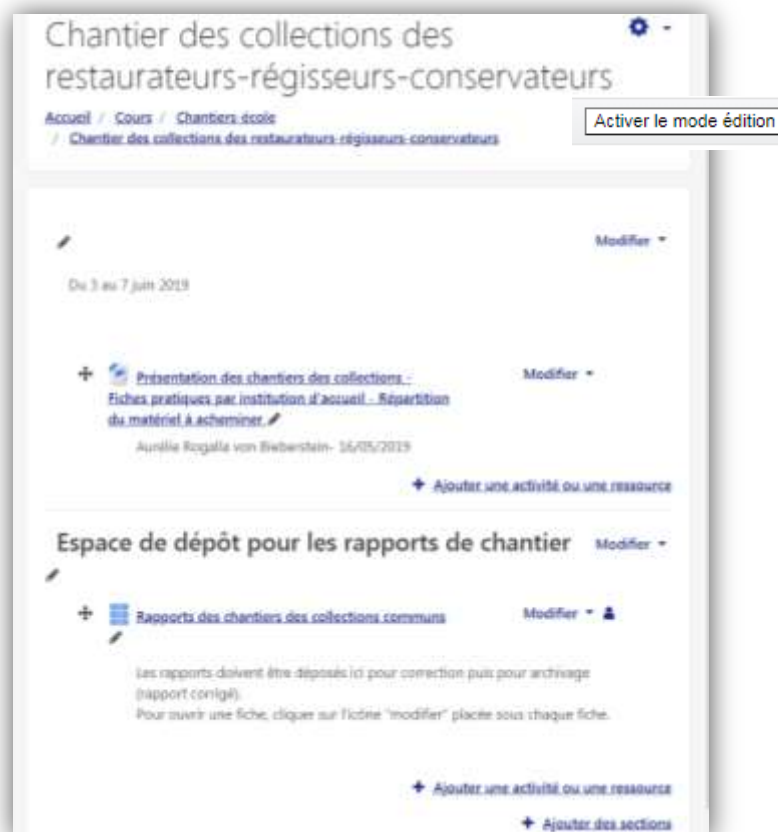 Chantier des collections des
restaurateurs-régisseurs-conservateurs
Accueil / Cours / Chantiers école
/ Chantier des collections des restaurateurs-régisseurs-conservateurs
Activer le mode édition
Modifier
Du 3 au 7 juin 2019
Présentation des chantiers des collections -
Fiches pratiques par institution d'accueil - Répartition
du matériel à acheminer
Modifier
Aurélie Rogalla von Bieberstein- 16/05/2019
Ajouter une activité ou une ressource
Espace de dépôt pour les rapports de chantier
Modifier
Rapports des chantiers des collections communs
Modifier
Les rapports doivent être déposés ici pour correction puis pour archivage
(rapport corrigé).
Pour ouvrir une fiche, cliquer sur l'icône "modifier" placée sous chaque fiche.
Ajouter une activité ou une ressource
Ajouter des sections